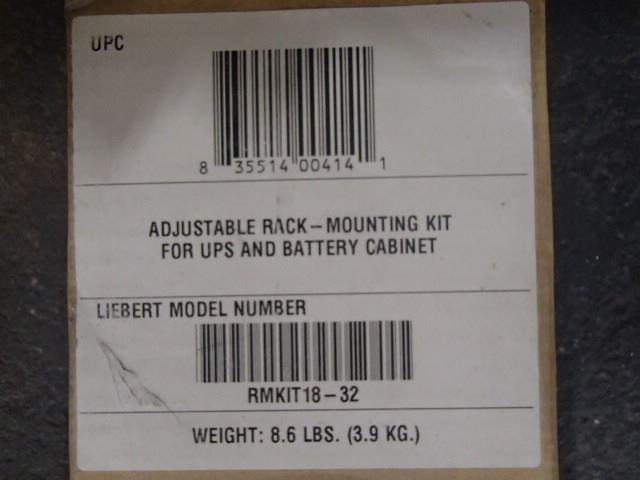 UPC
8 35514 00414 1
ADJUSTABLE RACK – MOUNTING KIT
FOR UPS AND BATTERY CABINET
LIEBERT MODEL NUMBER
RMKIT18 – 32
WEIGHT: 8.6 LBS. (3.9 KG.)